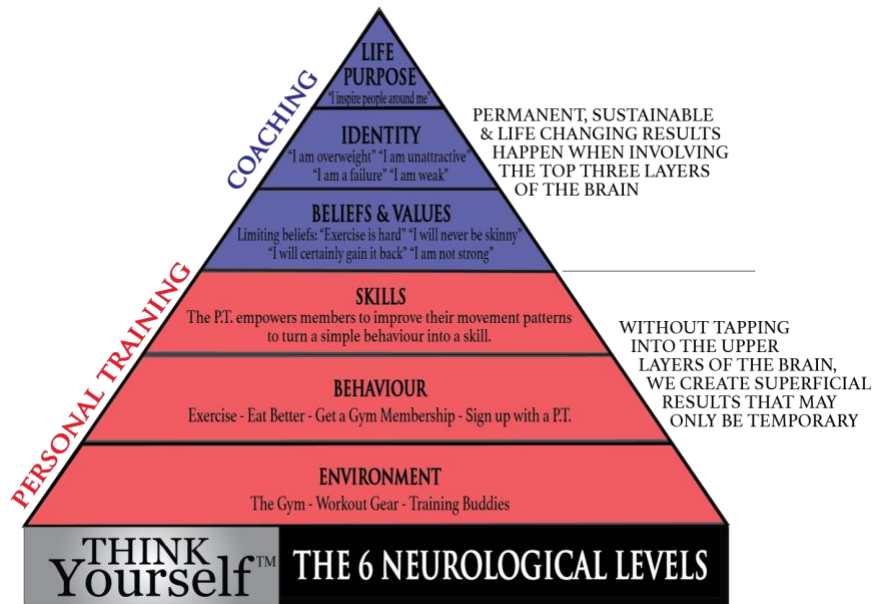 LIFE
PURPOSE
"I inspire people around me"
IDENTITY
"I am overweight" "I am unattractive"
"I am a failure" "I am weak"
BELIEFS & VALUES
Limiting beliefs: "Exercise is hard" "I will never be skinny"
"I will certainly gain it back" "I am not strong"
SKILLS
The P.T. empowers members to improve their movement patterns
to turn a simple behaviour into a skill.
BEHAVIOUR
Exercise - Eat Better - Get a Gym Membership - Sign up with a P.T.
ENVIRONMENT
The Gym - Workout Gear - Training Buddies
COACHING
PERSONAL TRAINING
PERMANENT, SUSTAINABLE
& LIFE CHANGING RESULTS
HAPPEN WHEN INVOLVING
THE TOP THREE LAYERS
OF THE BRAIN
WITHOUT TAPPING
INTO THE UPPER
LAYERS OF THE BRAIN,
WE CREATE SUPERFICIAL
RESULTS THAT MAY
ONLY BE TEMPORARY
THINK
Yourself™
THE 6 NEUROLOGICAL LEVELS